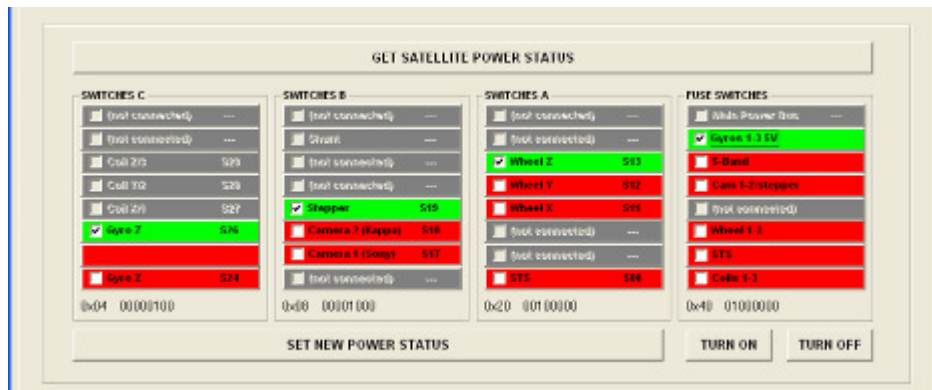 GET SATELLITE POWER STATUS
SWITCHES C
(not connected) ---
(not connected) ---
Coil Z/3 S29
Coil Y/2 S28
S27
Gyro Z S26
Gyro Z S24
0x04 00000100
SWITCHES B
(not connected) ---
Shunt ---
(not connected) ---
(not connected) ---
Stepper S19
Camera 2 (Kappa) S18
Camera 1 (Sony) S17
(not connected) ---
0x08 00001000
SWITCHES A
(not connected) ---
(not connected) ---
Wheel Z S13
Wheel Y S12
Wheel X S11
(not connected) ---
(not connected) ---
STS
0x20 00100000
FUSE SWITCHES
Main Power Bus ---
Gyros 1-3 5V
S-Band
Cam 1-2+stepper
(not connected)
Wheel 1-3
STS
Coils 1-3
0x40 01000000
SET NEW POWER STATUS
TURN ON
TURN OFF